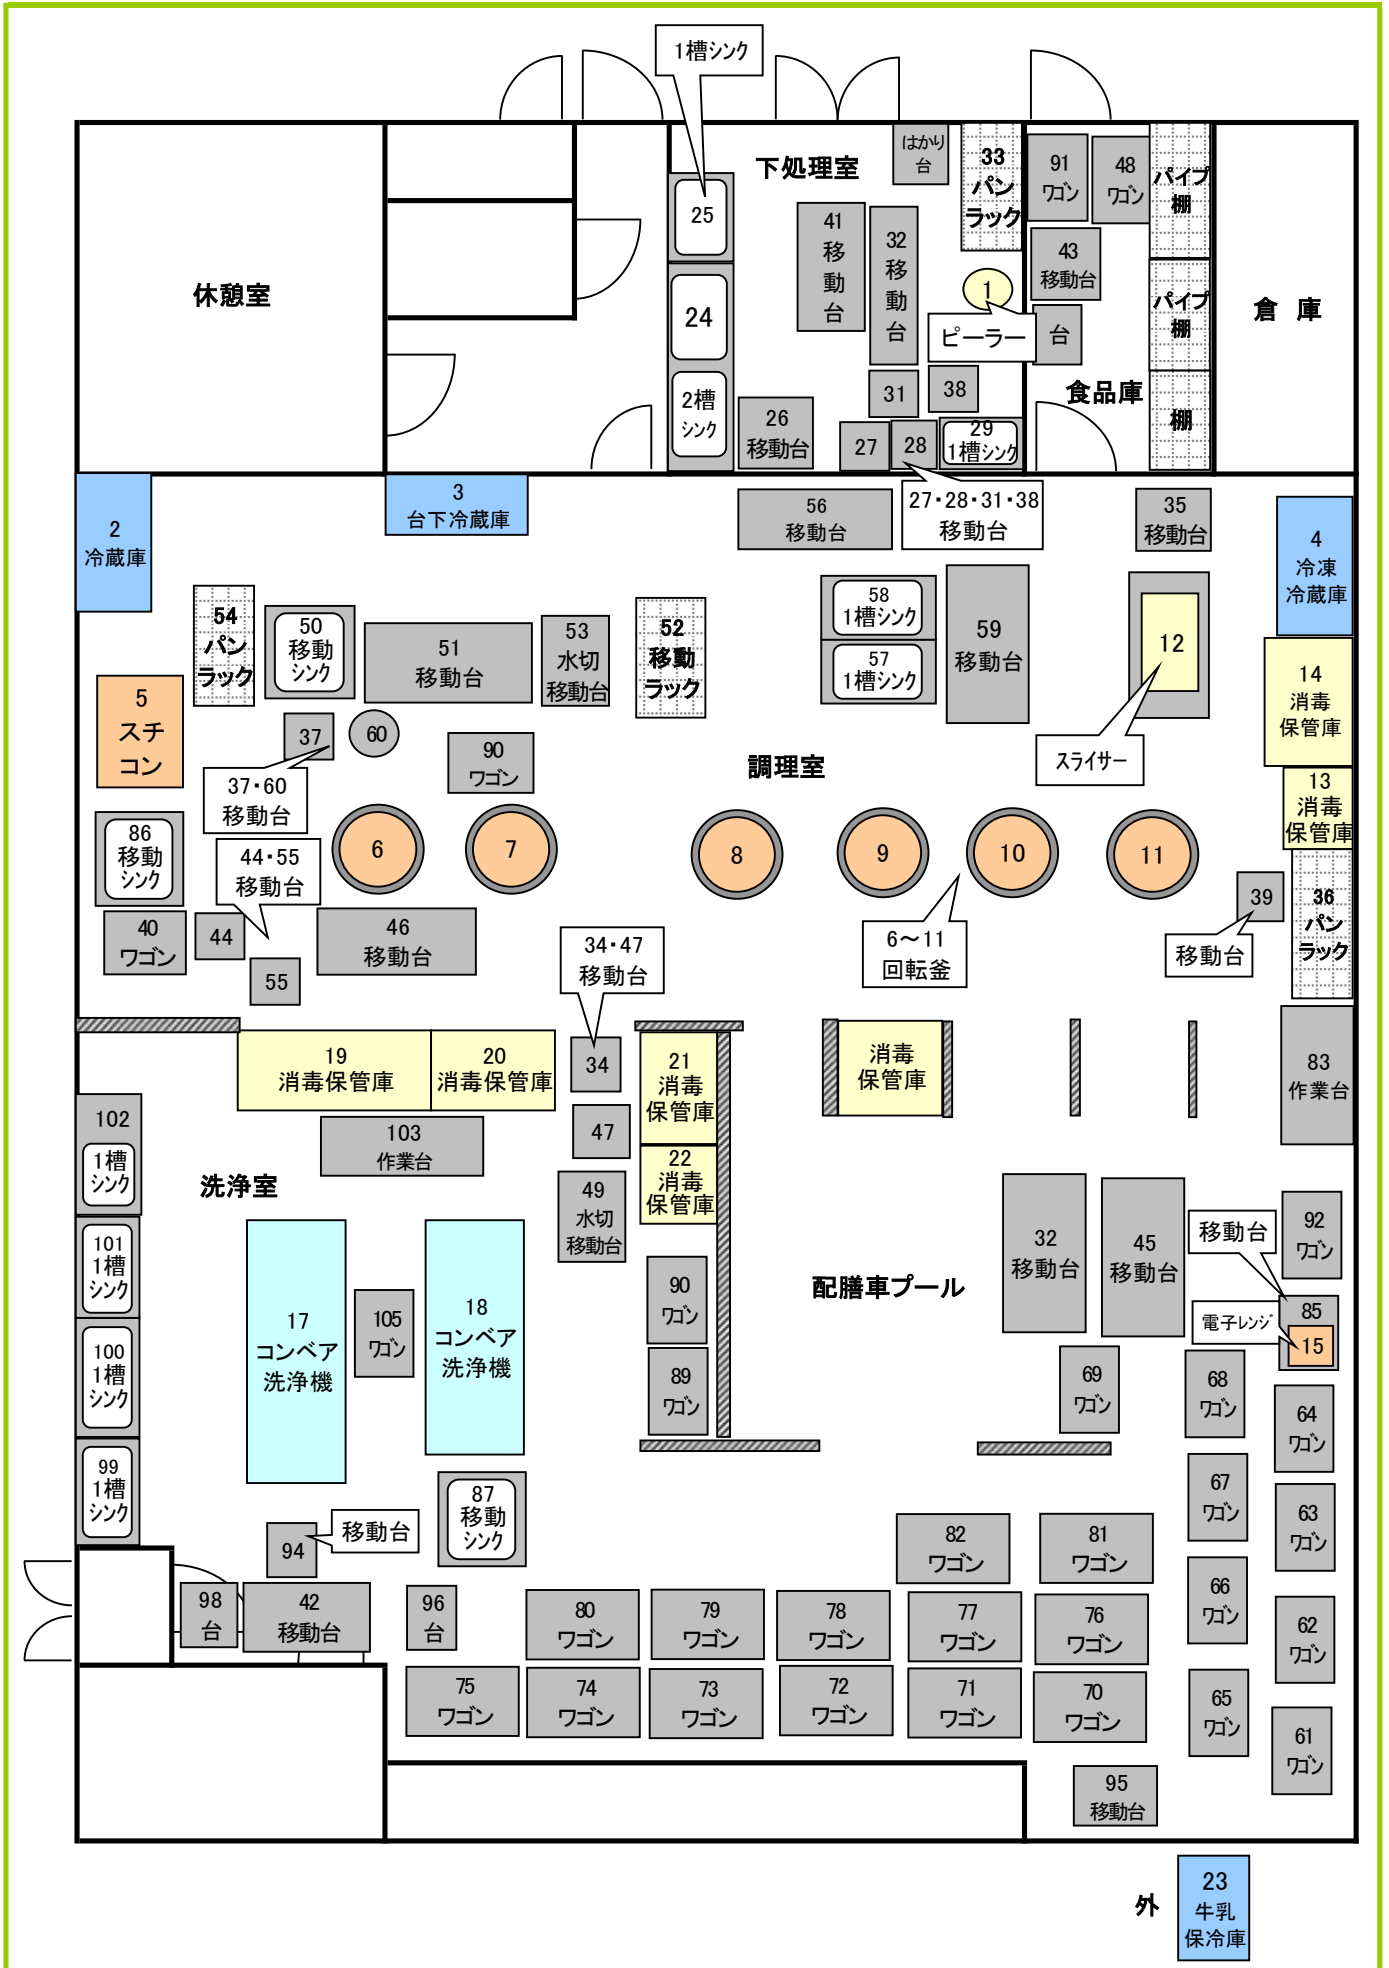 1槽シンク
下処理室
はかり
台
33
パン
ラック
91
ワゴン
48
ワゴン
パイプ
棚
25
41
移
動
台
32
移
動
台
43
移動台
休憩室
24
1
パイプ
棚
倉 庫
ピーラー
台
2槽
シンク
31
38
食品庫
棚
26
移動台
27
28
29
1槽シンク
2
冷蔵庫
3
台下冷蔵庫
56
移動台
27・28・31・38
移動台
35
移動台
4
冷凍
冷蔵庫
54
パン
ラック
50
移動
シンク
51
移動台
53
水切
移動台
52
移動
ラック
58
1槽シンク
57
1槽シンク
59
移動台
12
14
消毒
保管庫
5
スチ
コン
37
60
90
ワゴン
調理室
スライサー
37・60
移動台
13
消毒
保管庫
86
移動
シンク
44・55
移動台
6
7
8
9
10
11
39
36
パン
ラック
40
ワゴン
44
46
移動台
34・47
移動台
6～11
回転釜
移動台
55
19
消毒保管庫
20
消毒保管庫
34
21
消毒
保管庫
消毒
保管庫
83
作業台
102
1槽
シンク
103
作業台
47
22
消毒
保管庫
洗浄室
49
水切
移動台
32
移動台
45
移動台
移動台
92
ワゴン
101
1槽
シンク
90
ワゴン
配膳車プール
17
コンベア
洗浄機
105
ワゴン
18
コンベア
洗浄機
電子レンジ
85
15
100
1槽
シンク
89
ワゴン
69
ワゴン
68
ワゴン
64
ワゴン
99
1槽
シンク
87
移動
シンク
67
ワゴン
63
ワゴン
94
移動台
82
ワゴン
81
ワゴン
98
台
42
移動台
96
台
80
ワゴン
79
ワゴン
78
ワゴン
77
ワゴン
76
ワゴン
66
ワゴン
62
ワゴン
75
ワゴン
74
ワゴン
73
ワゴン
72
ワゴン
71
ワゴン
70
ワゴン
65
ワゴン
61
ワゴン
95
移動台
外
23
牛乳
保冷庫